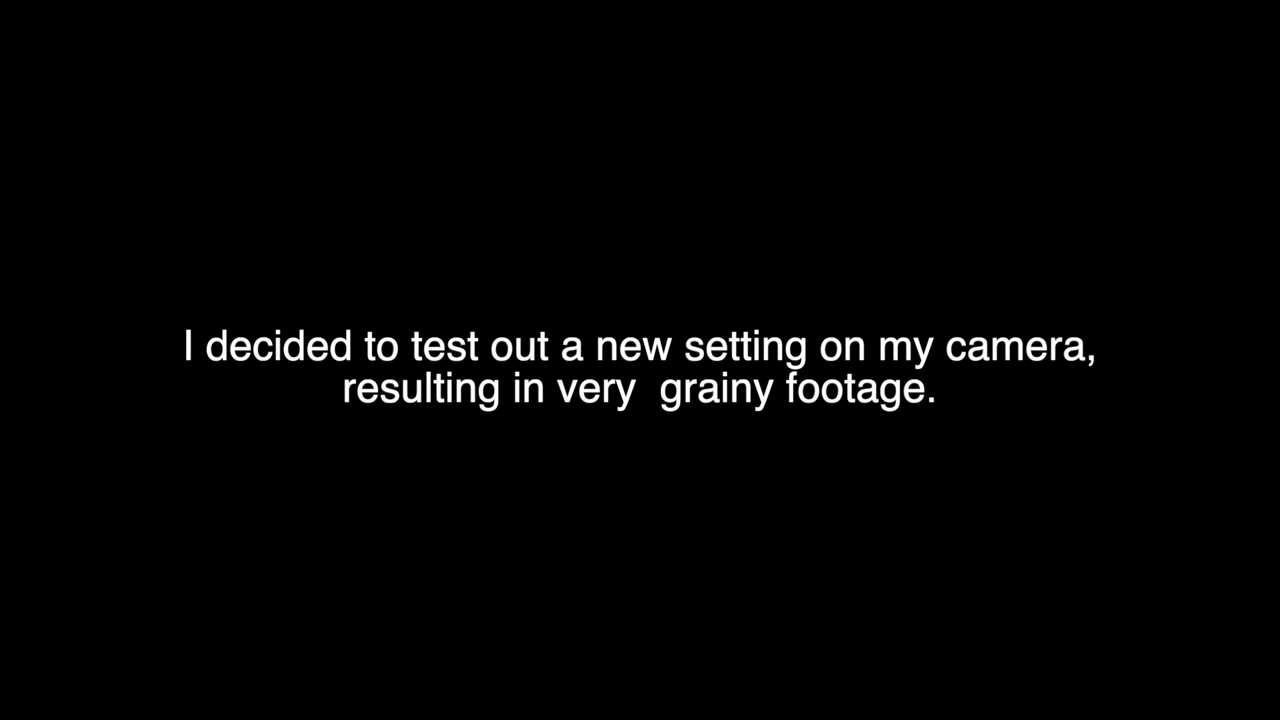 I decided to test out a new setting on my camera,
resulting in very  grainy footage.